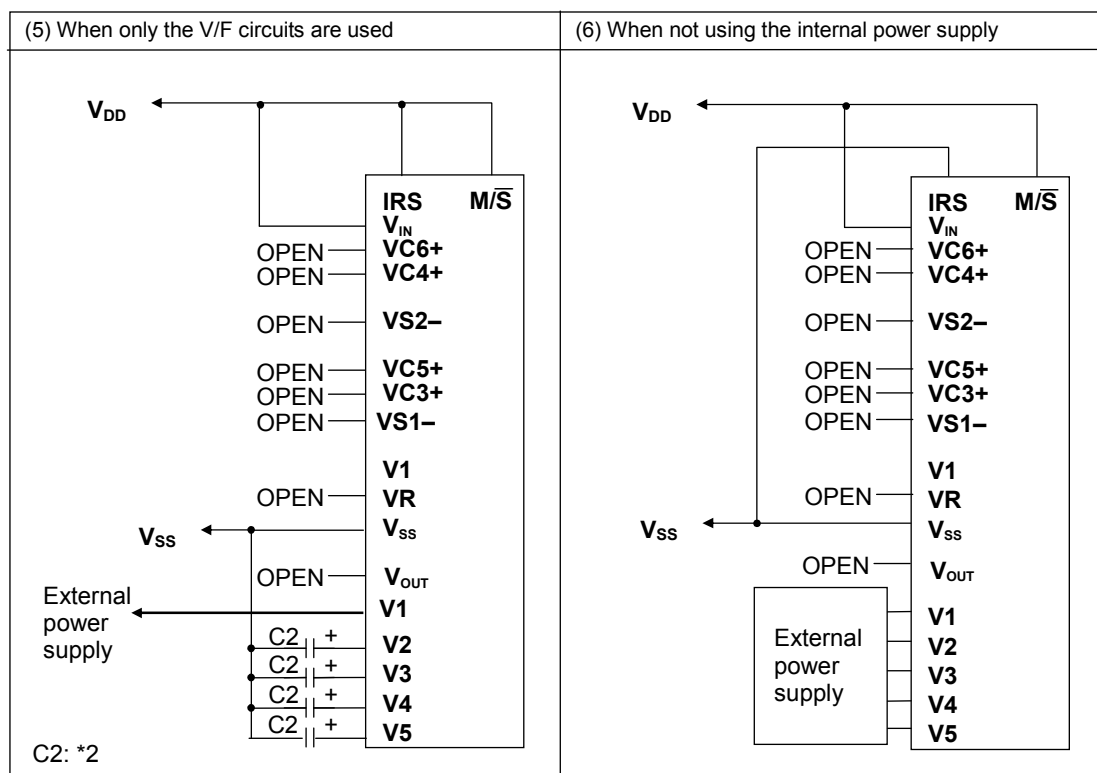 (5) When only the V/F circuits are used
VDD
IRS M/S̅
VIN
OPEN VC6+
OPEN VC4+
OPEN VS2–
OPEN VC5+
OPEN VC3+
OPEN VS1–
V1
OPEN VR
VSS VSS
OPEN VOUT
External power supply V1
C2 + V2
C2 + V3
C2 + V4
C2 + V5
C2: *2
(6) When not using the internal power supply
VDD
IRS M/S̅
VIN
OPEN VC6+
OPEN VC4+
OPEN VS2–
OPEN VC5+
OPEN VC3+
OPEN VS1–
V1
OPEN VR
VSS VSS
OPEN VOUT
V1
External V2
power V3
supply V4
V5